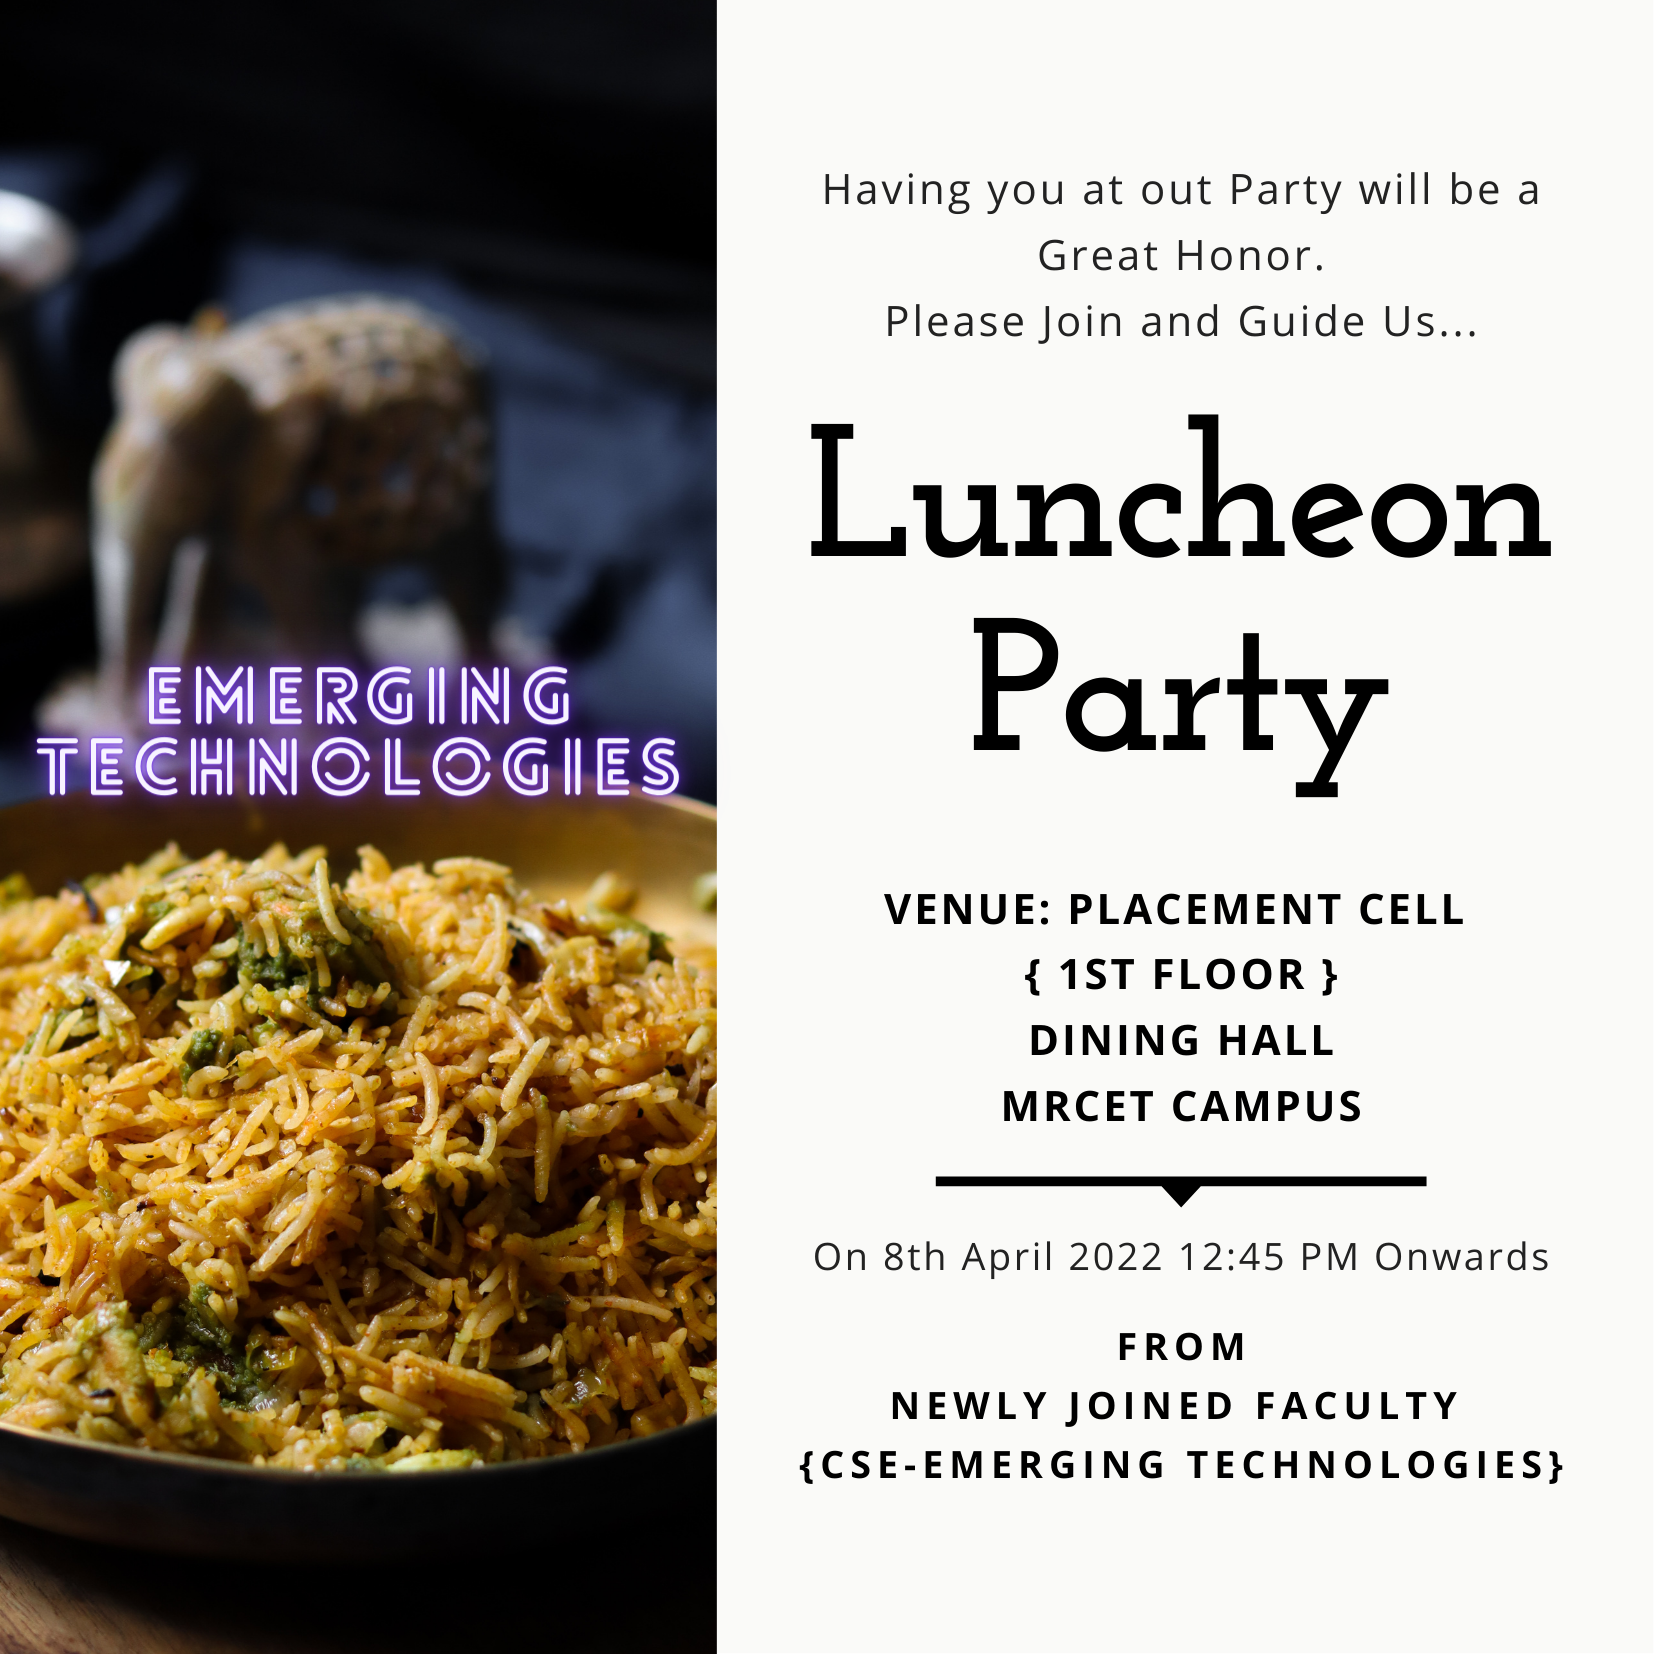 EMERGING
TECHNOLOGIES
Having you at out Party will be a
Great Honor.
Please Join and Guide Us...
Luncheon
Party
VENUE: PLACEMENT CELL
{ 1ST FLOOR }
DINING HALL
MRCET CAMPUS
On 8th April 2022 12:45 PM Onwards
FROM
NEWLY JOINED FACULTY
{CSE-EMERGING TECHNOLOGIES}